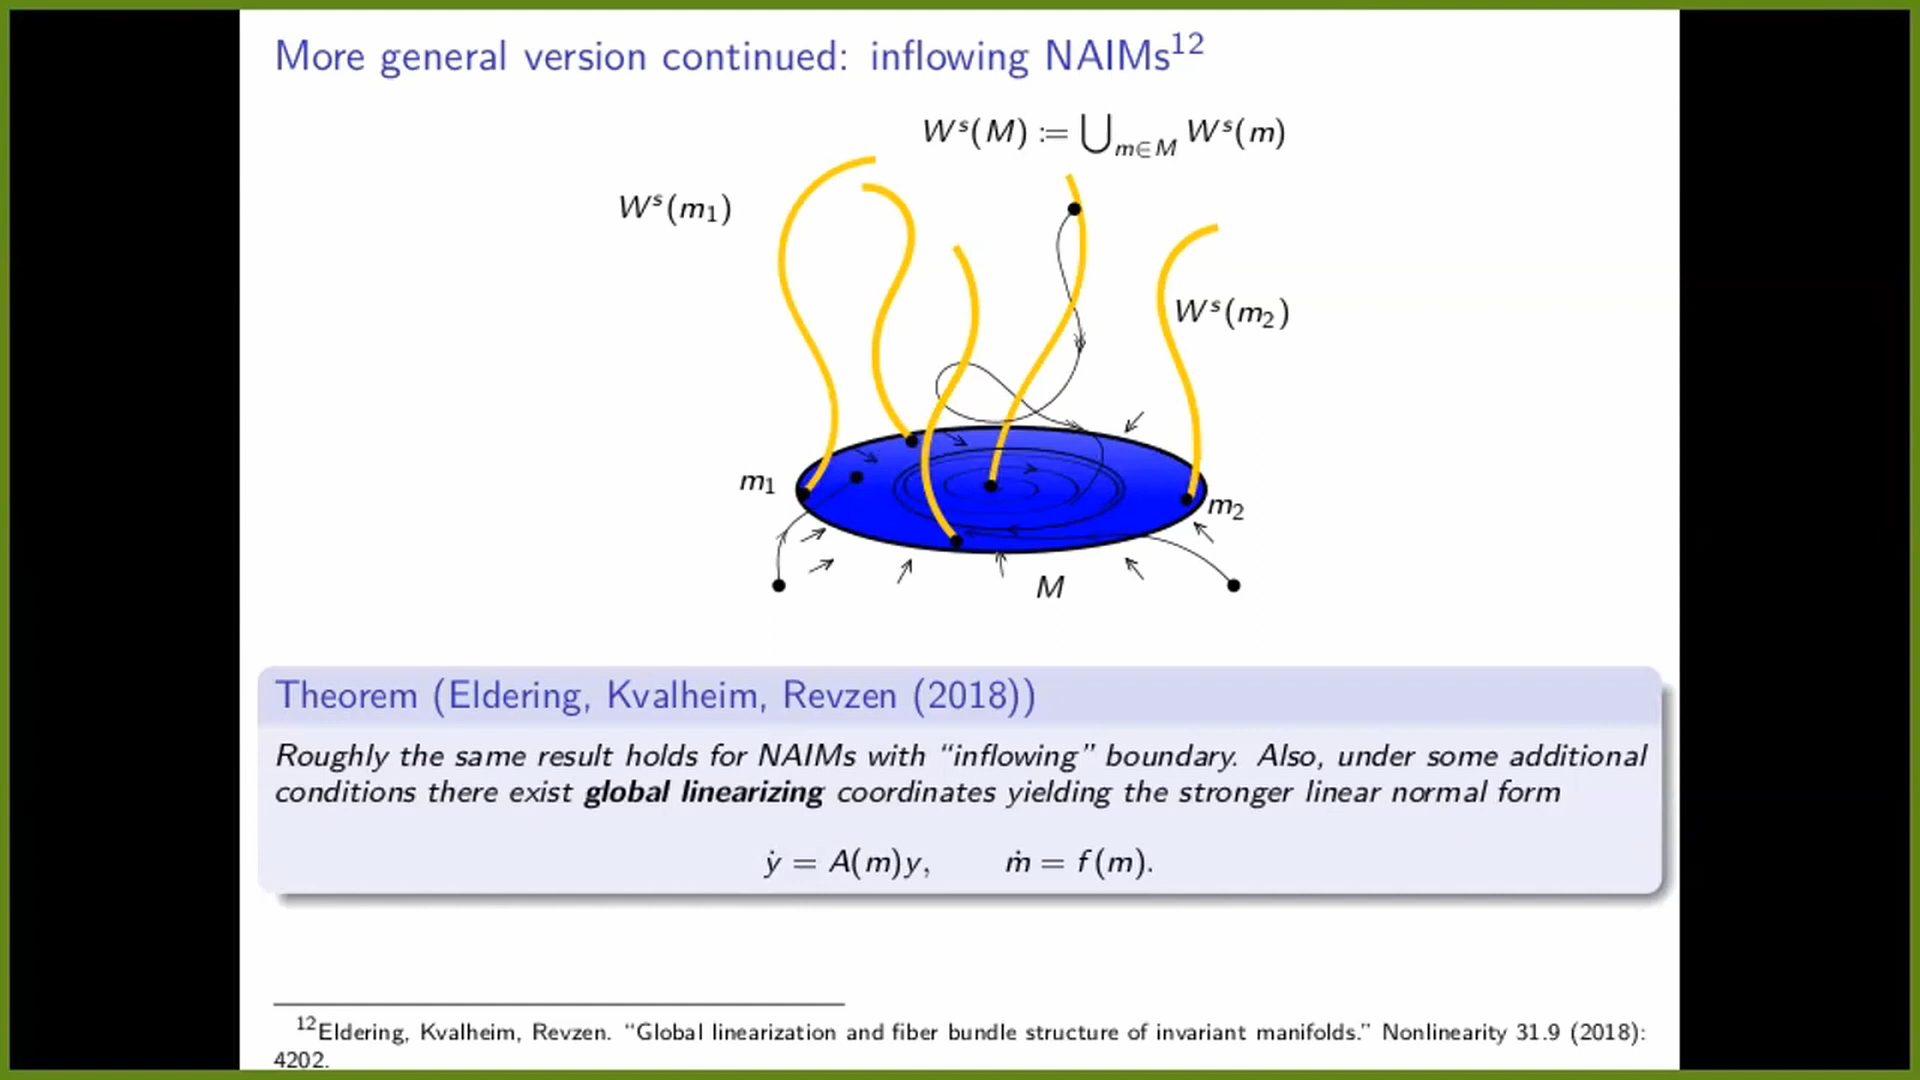 More general version continued: inflowing NAIMs¹²
Wˢ(M) := ⋃ₘ∈M Wˢ(m)
Wˢ(m₁)
Wˢ(m₂)
m₁
m₂
M
Theorem (Eldering, Kvalheim, Revzen (2018))
Roughly the same result holds for NAIMs with “inflowing” boundary. Also, under some additional
conditions there exist global linearizing coordinates yielding the stronger linear normal form
ẏ = A(m)y, ṁ = f(m).
¹²Eldering, Kvalheim, Revzen. “Global linearization and fiber bundle structure of invariant manifolds.” Nonlinearity 31.9 (2018):
4202.